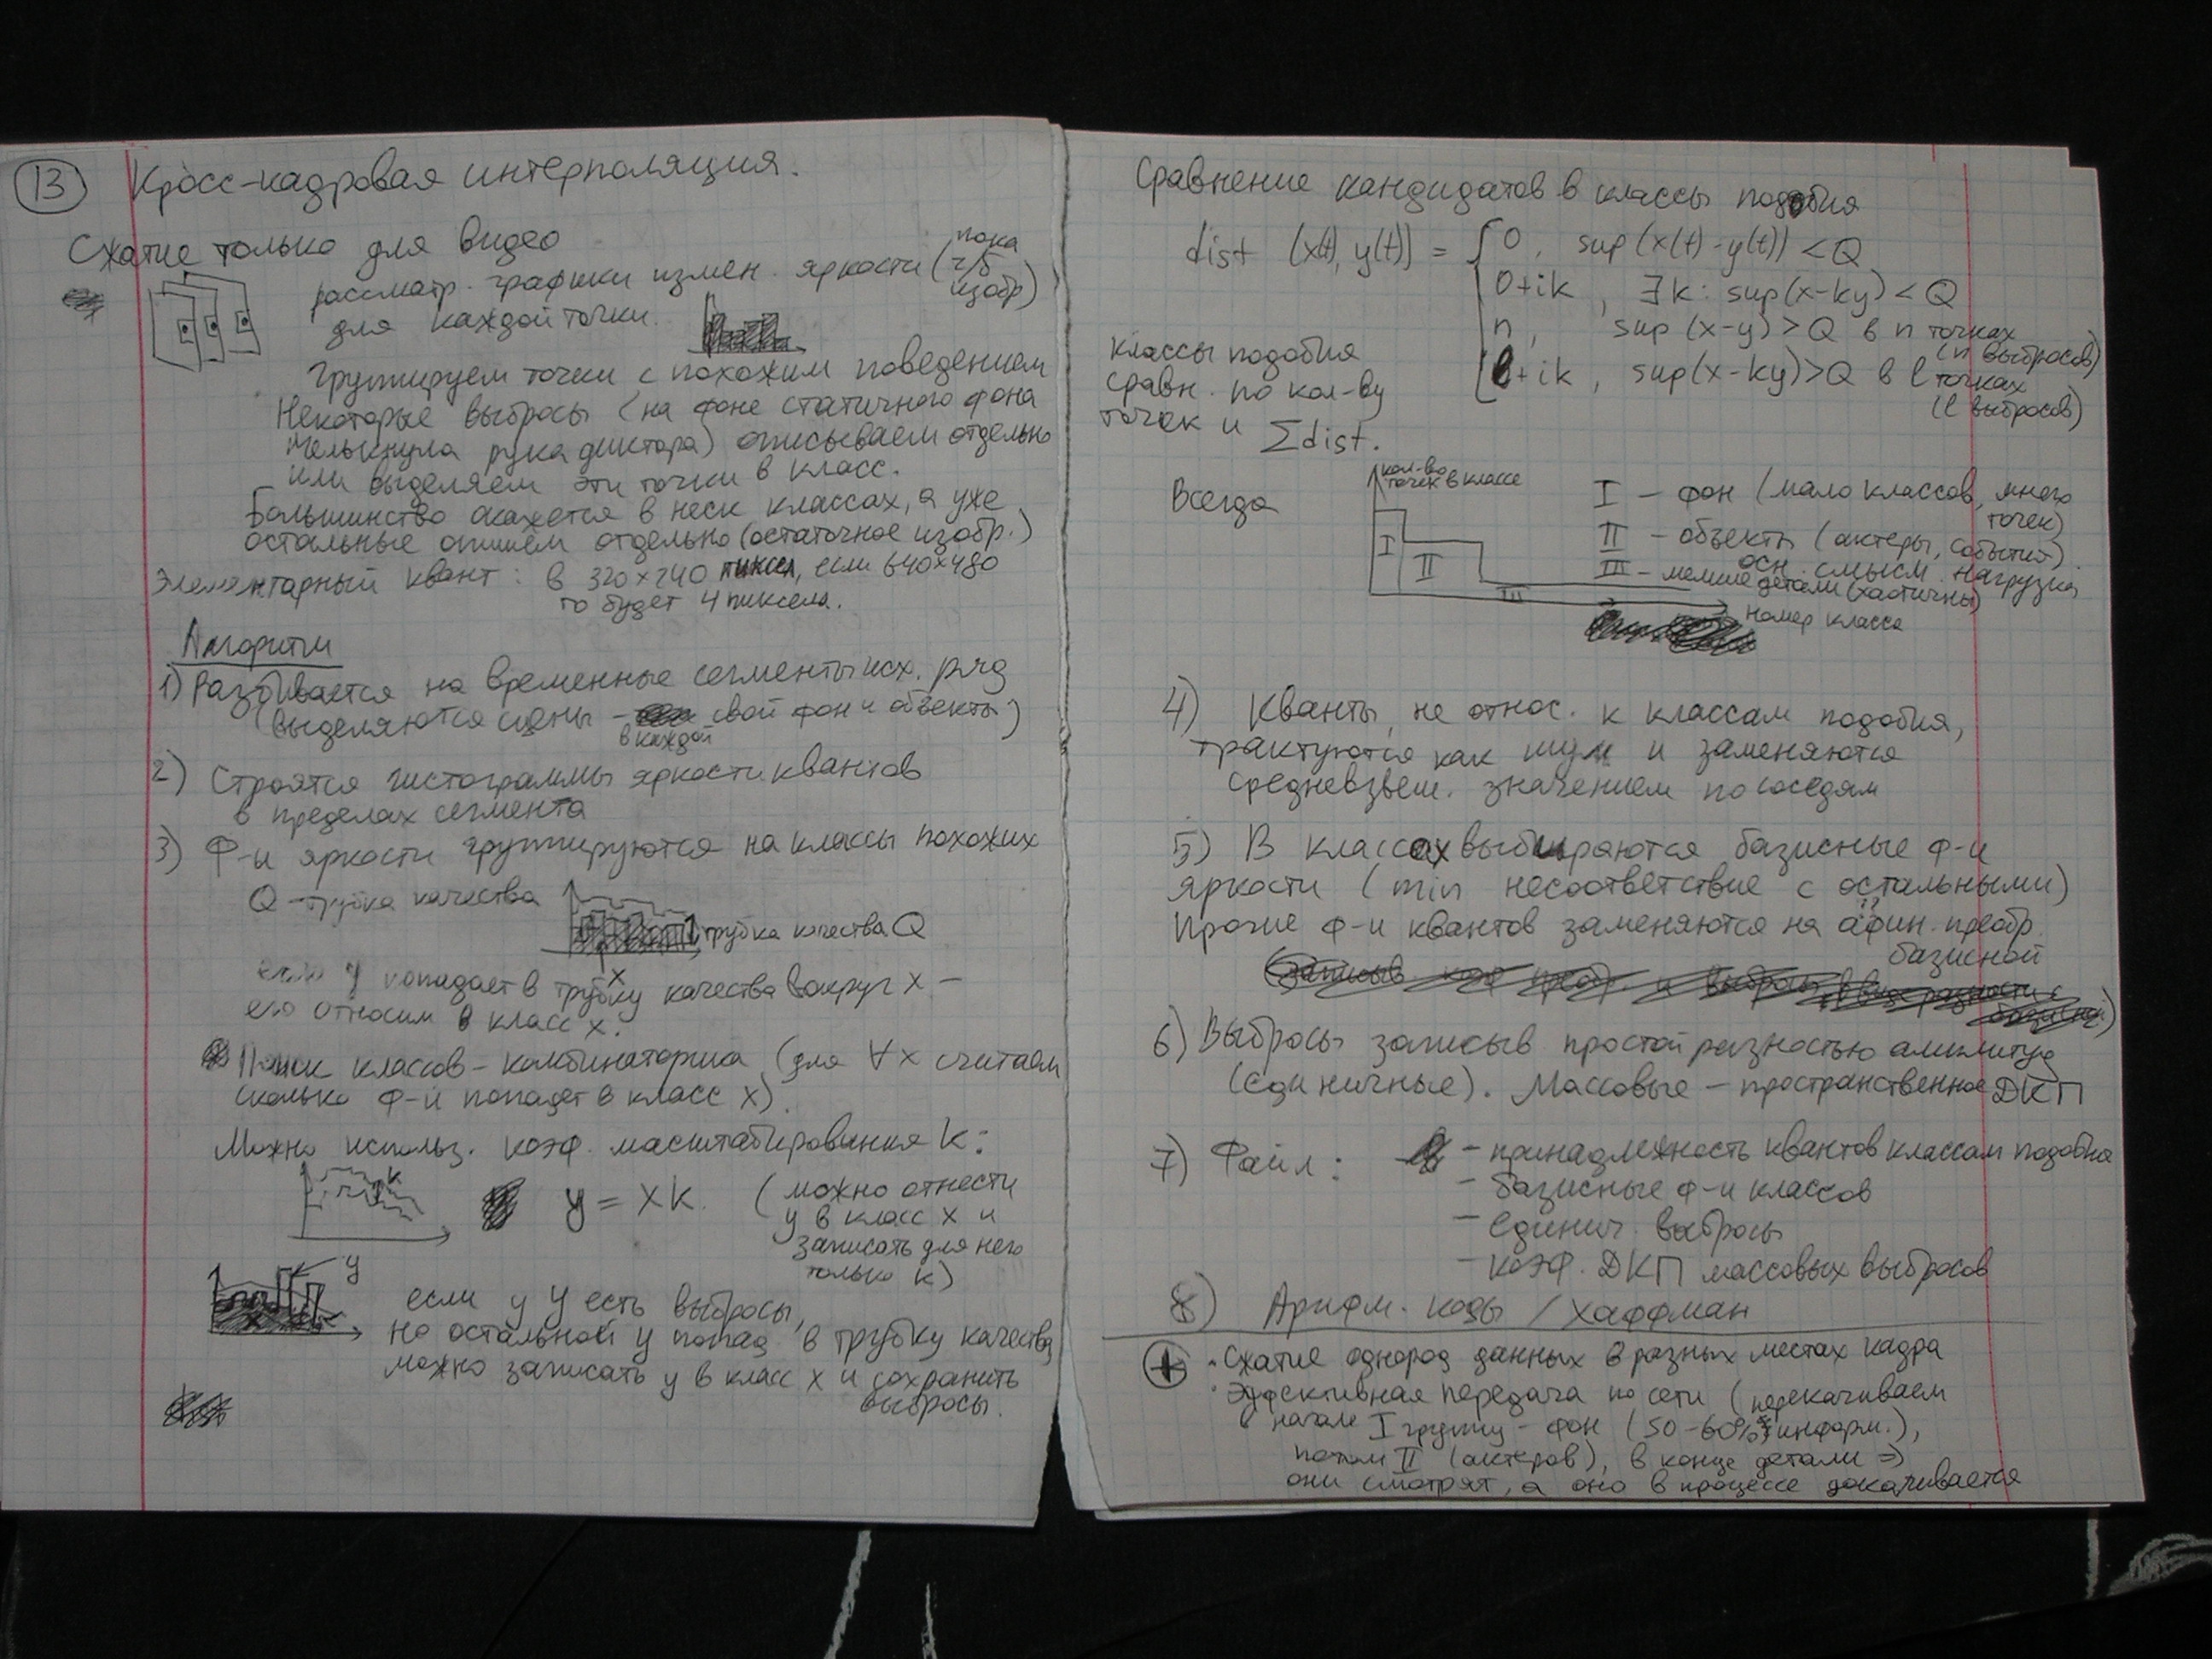 13 Кросс-кадровая интерполяция.
Сжатие только для видео
рассматр. графики измен. яркости (пока ч/б изобр)
для каждой точки.
Группируем точки с похожим поведением
Некоторые выбросы (на фоне статичного фона
мелькнула рука диктора) описываем отдельно
или выделяем эти точки в класс.
Большинство окажется в неск классах, а уже
остальные опишем отдельно (остаточное изобр.)
Элементарный квант: в 320×240 пиксел, если 640×480
то будет 4 пиксела.
Алгоритм
1) Разбивается на временные сегменты исх. ряд
(выделяются сцены – в каждой свой фон и объекты)
2) Строятся гистограммы яркости квантов
в пределах сегмента
3) Ф-и яркости группируются на классы похожих
Q – трубка качества
трубка качества Q
x
если y попадает в трубку качества вокруг x –
его относим в класс x.
Поиск классов – комбинаторика (для ∀x считаем
сколько ф-й попадет в класс x).
Можно использ. коэф. масштабирования K:
k
y = XK. (можно отнести
y в класс x и
записать для него
только k)
y
x
если у y есть выбросы,
но остальной y попад в трубку качества
можно записать y в класс x и сохранить
выбросы.
Сравнение кандидатов в классы подобия
dist (x(t), y(t)) = { 0, sup(x(t) - y(t)) < Q
0+ik, ∃k: sup(x-ky) < Q
n, sup (x-y) > Q в n точках
(n выбросов)
l+ik, sup(x-ky) > Q в l точках
(l выбросов)
Классы подобия
сравн. по кол-ву
точек и Σdist.
Всегда
кол-во
точек в классе
I
II
III
номер класса
I – фон (мало классов, много
точек)
II – объекты (актеры, события).
осн. смысл. нагрузка
III – мелкие детали (хаотичны)
4) Кванты, не относ. к классам подобия,
трактуются как шум и заменяются
средневзвеш. значением по соседям
5) В классах выбираются базисные ф-и
яркости (min несоответствие с остальными)
Прочие ф-и квантов заменяются на афин. преобр.
базисной
6) Выбросы записыв простой разностью амплитуд
(единичные). Массовые – пространственное ДКП
7) Файл: – принадлежность квантов классам подобия
– базисные ф-и классов
– единич. выбросы
– коэф. ДКП массовых выбросов
8) Арифм. коды / Хаффман
+ · Сжатие однород данных в разных местах кадра
· Эффективная передача по сети (перекачиваем
в начале I группу – фон (50-60% информ.),
потом II (актеров), в конце детали ⇒
они смотрят, а оно в процессе докачивается